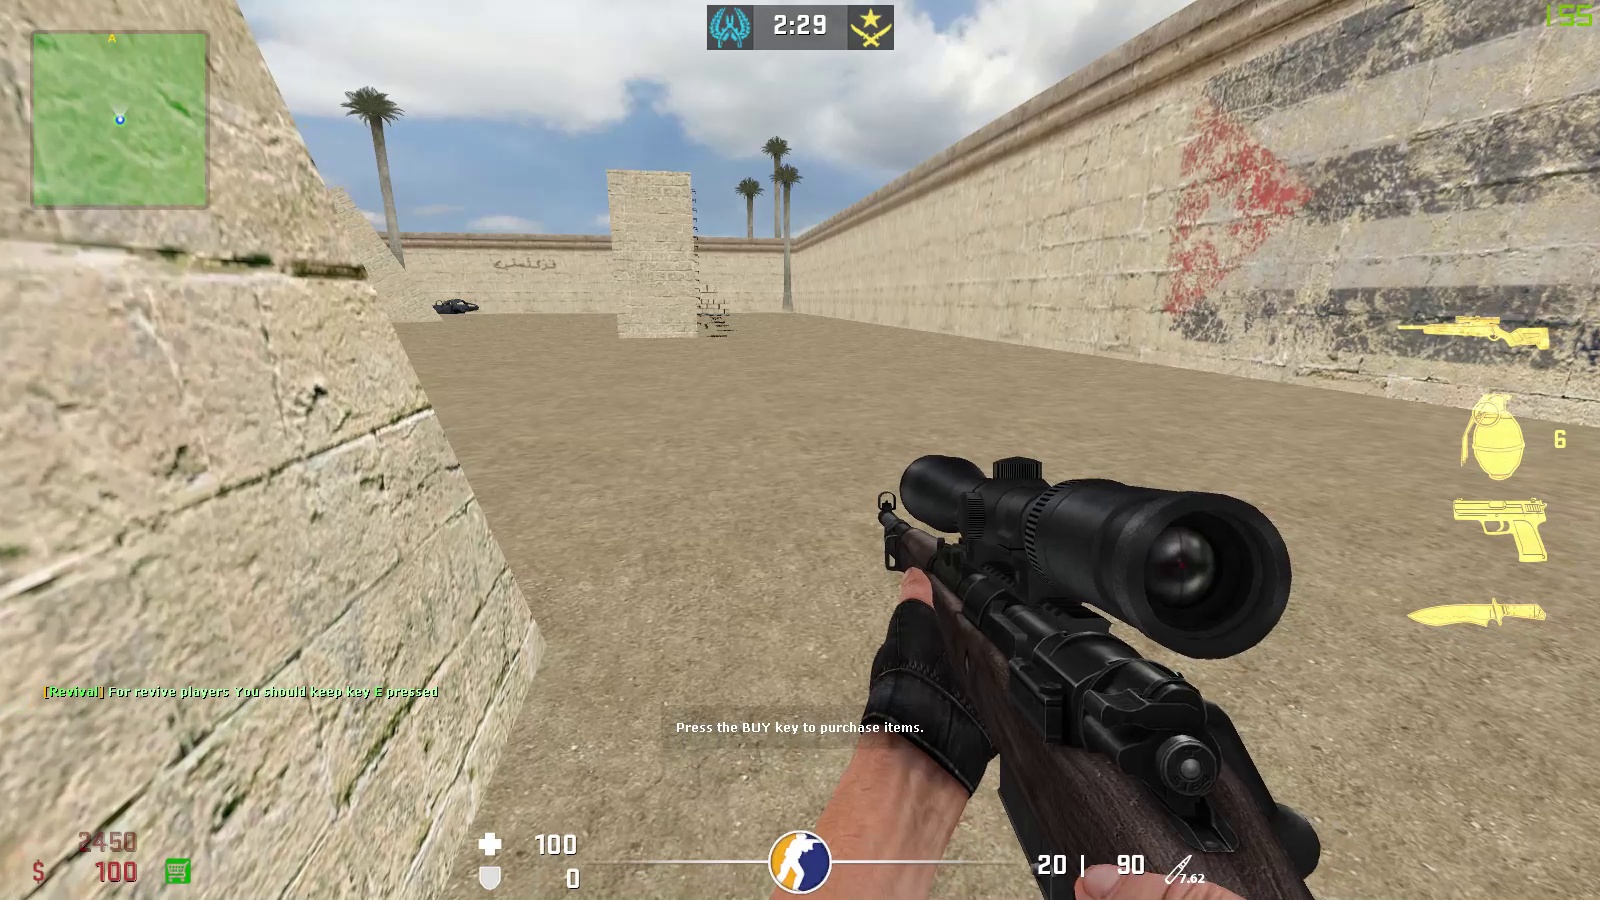 A
2:29
155
6
[Revival] For revive players You should keep key E pressed
Press the BUY key to purchase items.
2450
$ 100
100
0
20 | 90
7.62